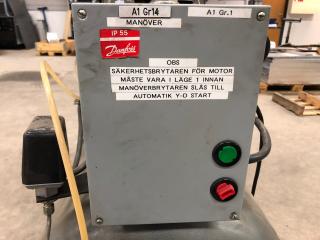 A1 Gr14
A1 Gr.1
MANÖVER
IP 55
Danfoss
OBS
SÄKERHETSBRYTAREN FÖR MOTOR
MÅSTE VARA I LÄGE 1 INNAN
MANÖVERBRYTAREN SLÅS TILL
AUTOMATIK Y-D START